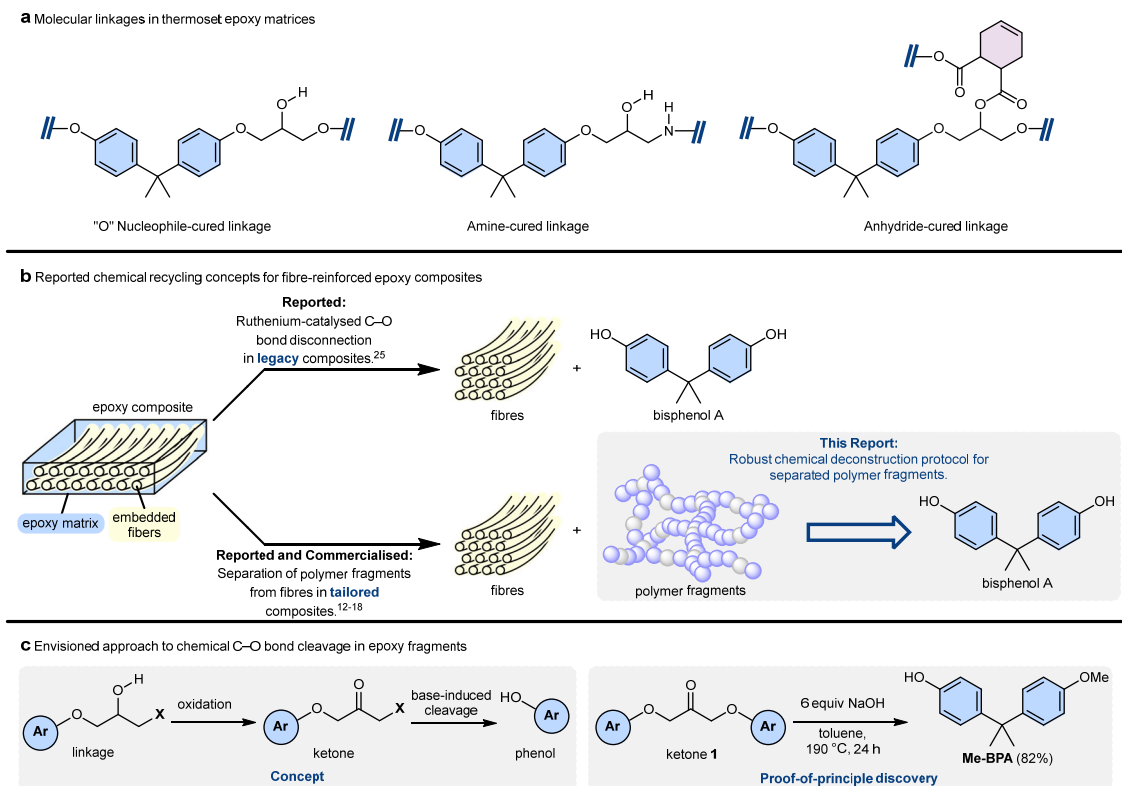 a Molecular linkages in thermoset epoxy matrices
O
O
O
H
O
"O" Nucleophile-cured linkage
O
O
O
H
H
N
Amine-cured linkage
O
O
O
O
O
O
O
Anhydride-cured linkage
b Reported chemical recycling concepts for fibre-reinforced epoxy composites
Reported:
Ruthenium-catalysed C–O
bond disconnection
in legacy composites.25
fibres
+
HO
OH
bisphenol A
epoxy composite
epoxy matrix
embedded
fibers
Reported and Commercialised:
Separation of polymer fragments
from fibres in tailored
composites.12-18
fibres
+
This Report:
Robust chemical deconstruction protocol for
separated polymer fragments.
polymer fragments
HO
OH
bisphenol A
c Envisioned approach to chemical C–O bond cleavage in epoxy fragments
Ar
O
O
H
X
linkage
oxidation
Ar
O
O
X
ketone
base-induced
cleavage
HO
Ar
phenol
Concept
Ar
O
O
O
Ar
ketone 1
6 equiv NaOH
toluene,
190 °C, 24 h
HO
OMe
Me-BPA (82%)
Proof-of-principle discovery